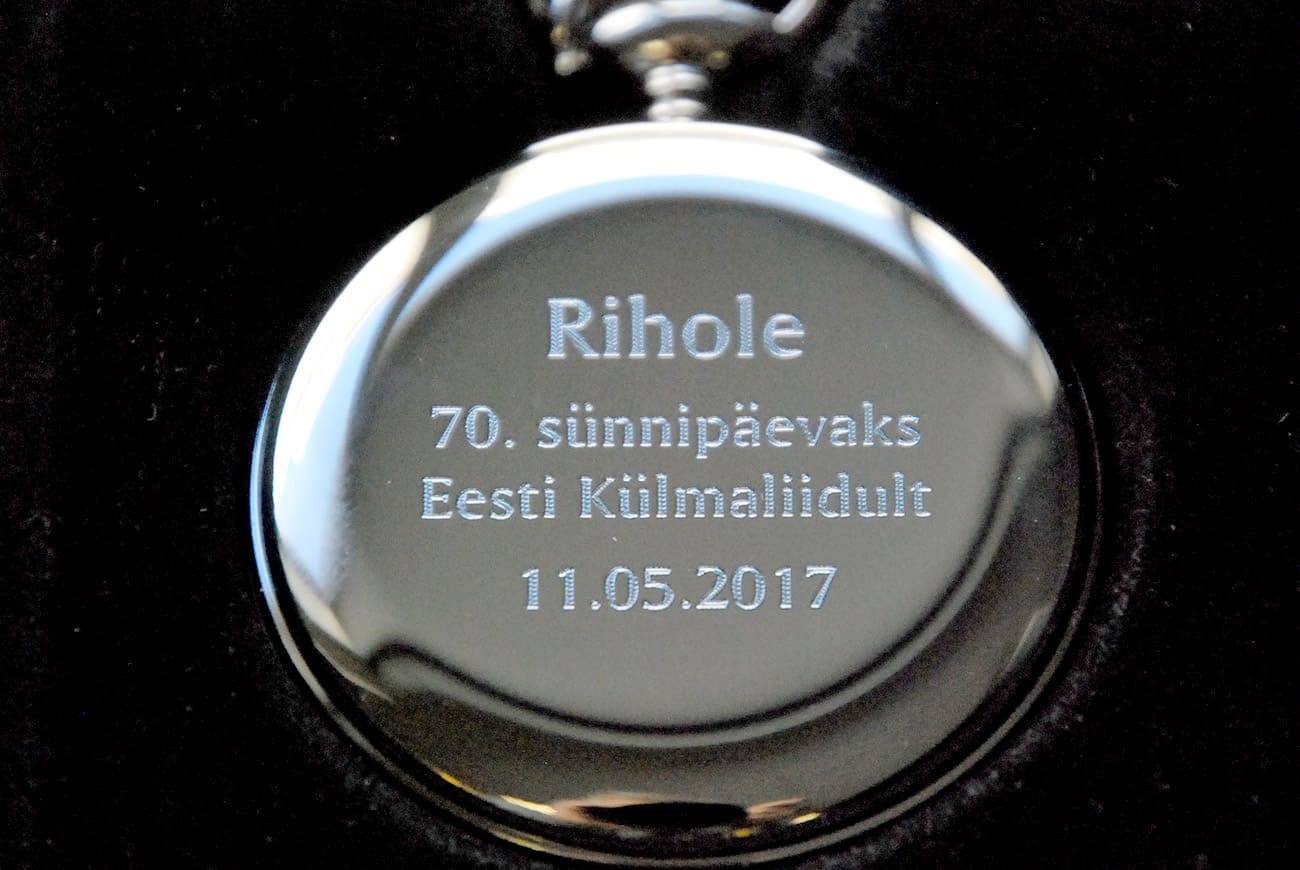 Rihole
70. sünnipäevaks
Eesti Külmaliidult
11.05.2017